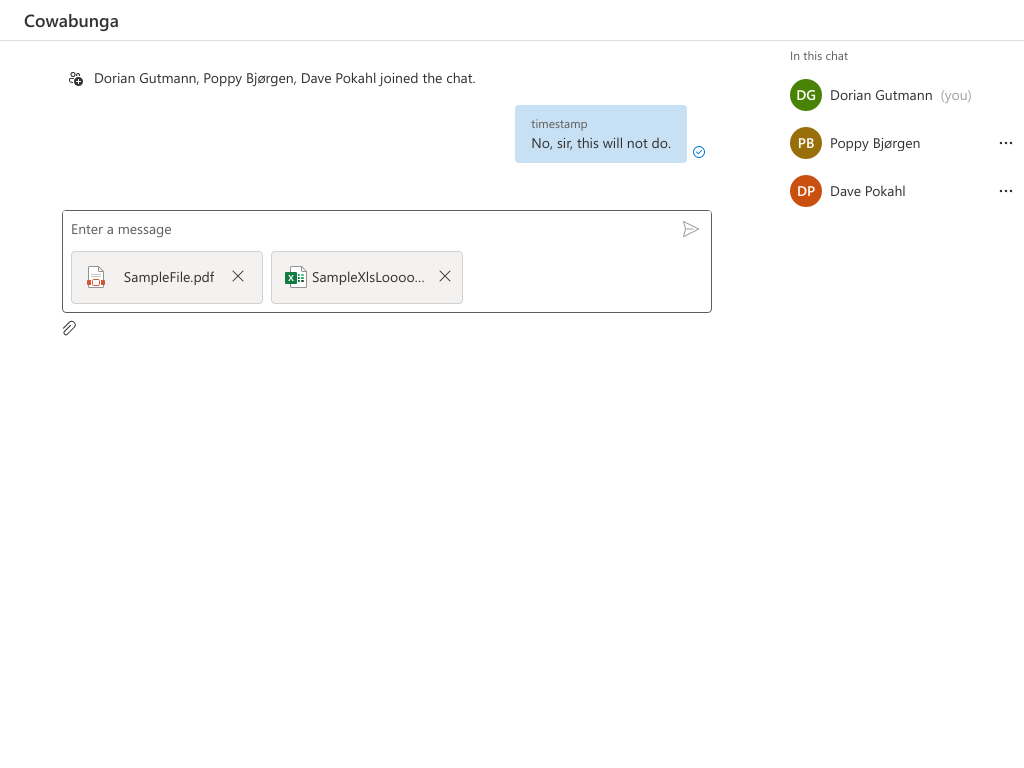 Cowabunga
Dorian Gutmann, Poppy Bjørgen, Dave Pokahl joined the chat.
timestamp
No, sir, this will not do.
Enter a message
SampleFile.pdf
SampleXlsLoooo...
In this chat
DG Dorian Gutmann (you)
PB Poppy Bjørgen
DP Dave Pokahl